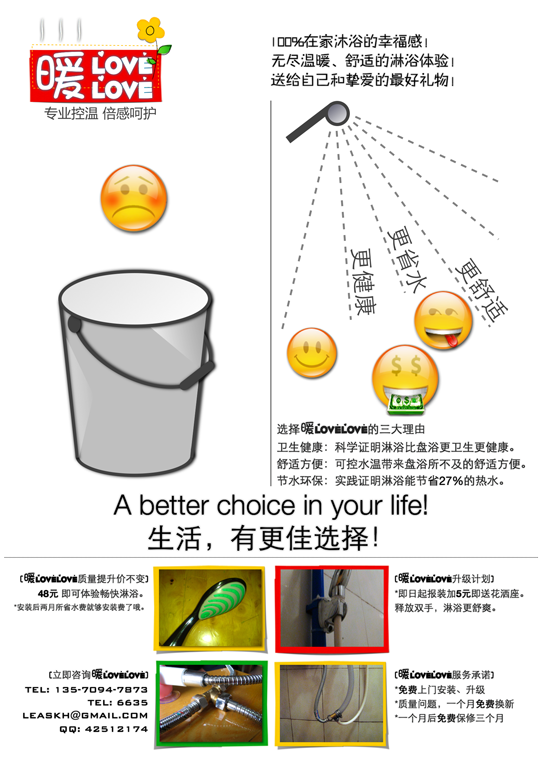 暖 LOVE LOVE
专业控温 倍感呵护
100%在家沐浴的幸福感!
无尽温暖、舒适的淋浴体验!
送给自己和挚爱的最好礼物!
更健康
更省水
更舒适
选择暖LOVELOVE的三大理由
卫生健康：科学证明淋浴比盘浴更卫生更健康。
舒适方便：可控水温带来盘浴所不及的舒适方便。
节水环保：实践证明淋浴能节省27%的热水。
A better choice in your life!
生活，有更佳选择！
[暖LOVELOVE质量提升价不变]
48元 即可体验畅快淋浴。
*安装后两月所省水费就够安装费了哦。
[暖LOVELOVE升级计划]
*即日起报装加5元即送花酒座。
释放双手，淋浴更舒爽。
[立即咨询暖LOVELOVE]
TEL: 135-7094-7873
TEL: 6635
LEASKH@GMAIL.COM
QQ: 42512174
[暖LOVELOVE服务承诺]
*免费上门安装、升级
*质量问题，一个月免费换新
*一个月后免费保修三个月